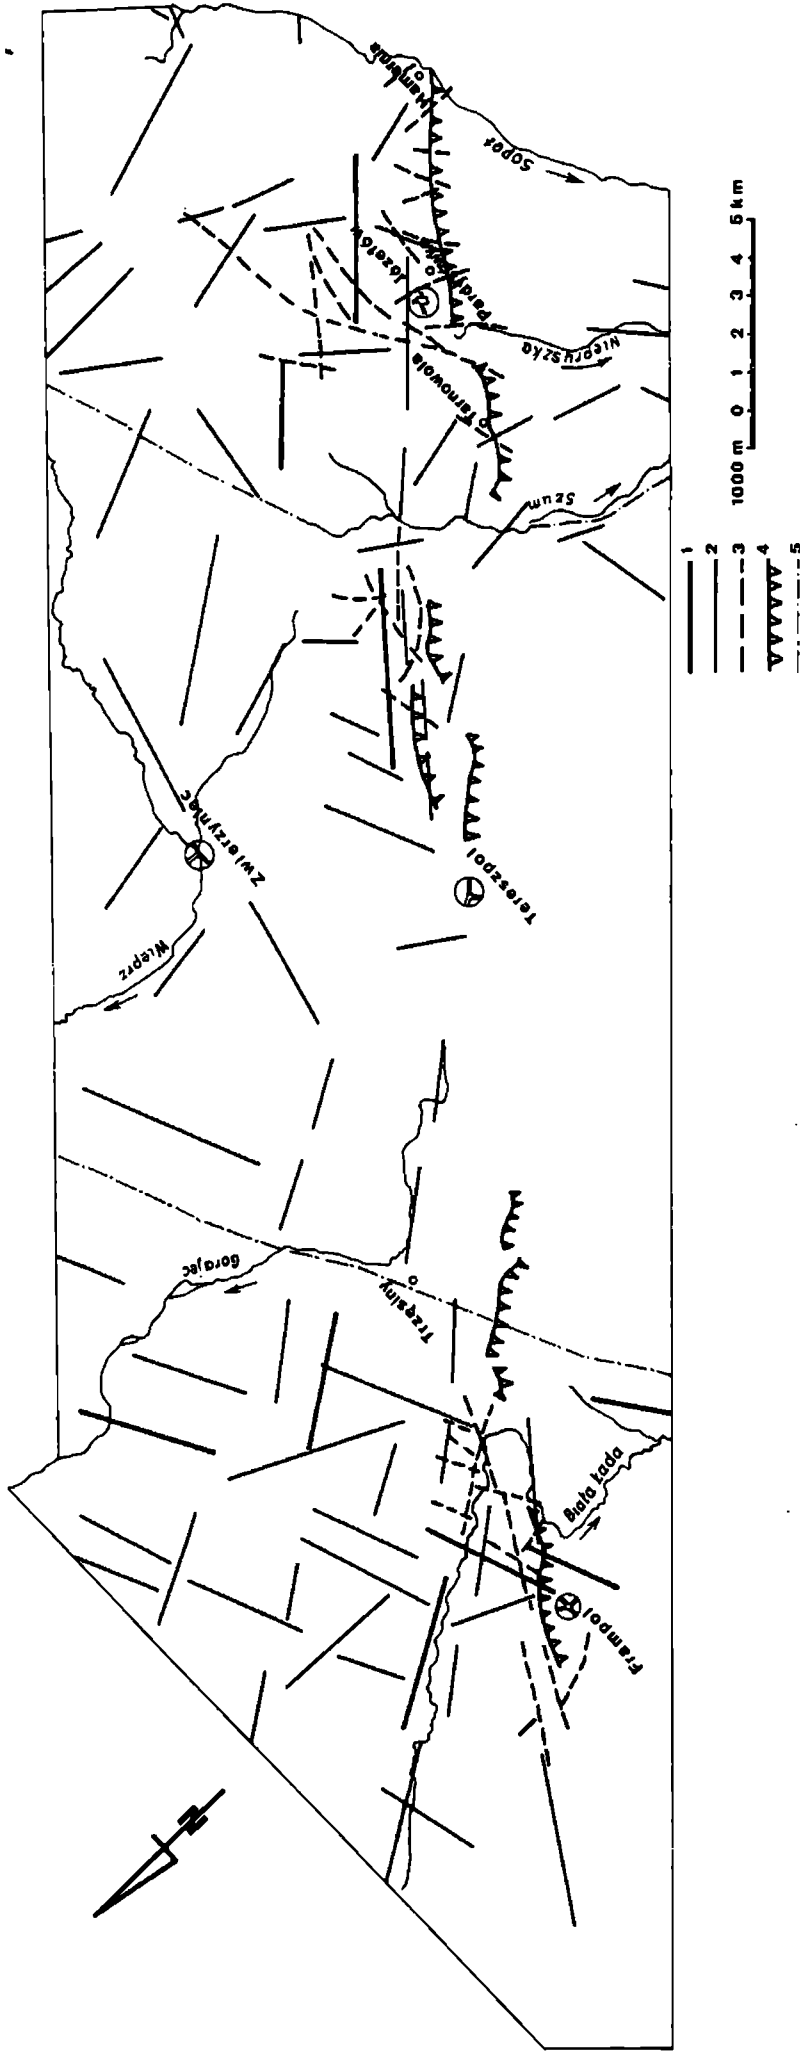 Hamernia
Sopot
Józefów
Pardysówka
Niepryszka
Tarnowola
Szum
1000 m 0 1 2 3 4 5 km
1
2
3
4
5
Zwierzyniec
Wieprz
Tereszpol
Gorajec
Trzęsiny
Biała Łada
Frampol
N